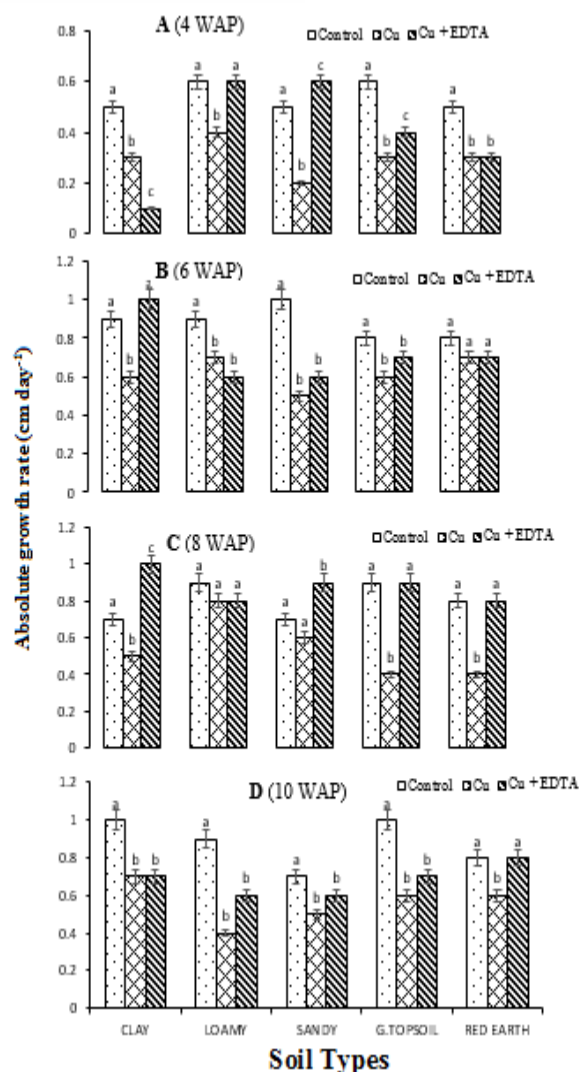 A (4 WAP)
Control Cu Cu +EDTA
0.8
0.6
0.4
0.2
0
a b c
a b a
a b c
a b c
a b b
B (6 WAP)
Control Cu Cu +EDTA
1.2
1
0.8
0.6
0.4
0.2
0
a b a
a b b
a b b
a b b
a a a
C (8 WAP)
Control Cu Cu +EDTA
1.2
1
0.8
0.6
0.4
0.2
0
a b c
a a a
a a b
a b a
a b a
D (10 WAP)
Control Cu Cu +EDTA
1.2
1
0.8
0.6
0.4
0.2
0
a b b
a b b
a b b
a b b
a b a
CLAY LOAMY SANDY G.TOPSOIL RED EARTH
Soil Types
Absolute growth rate (cm day⁻¹)